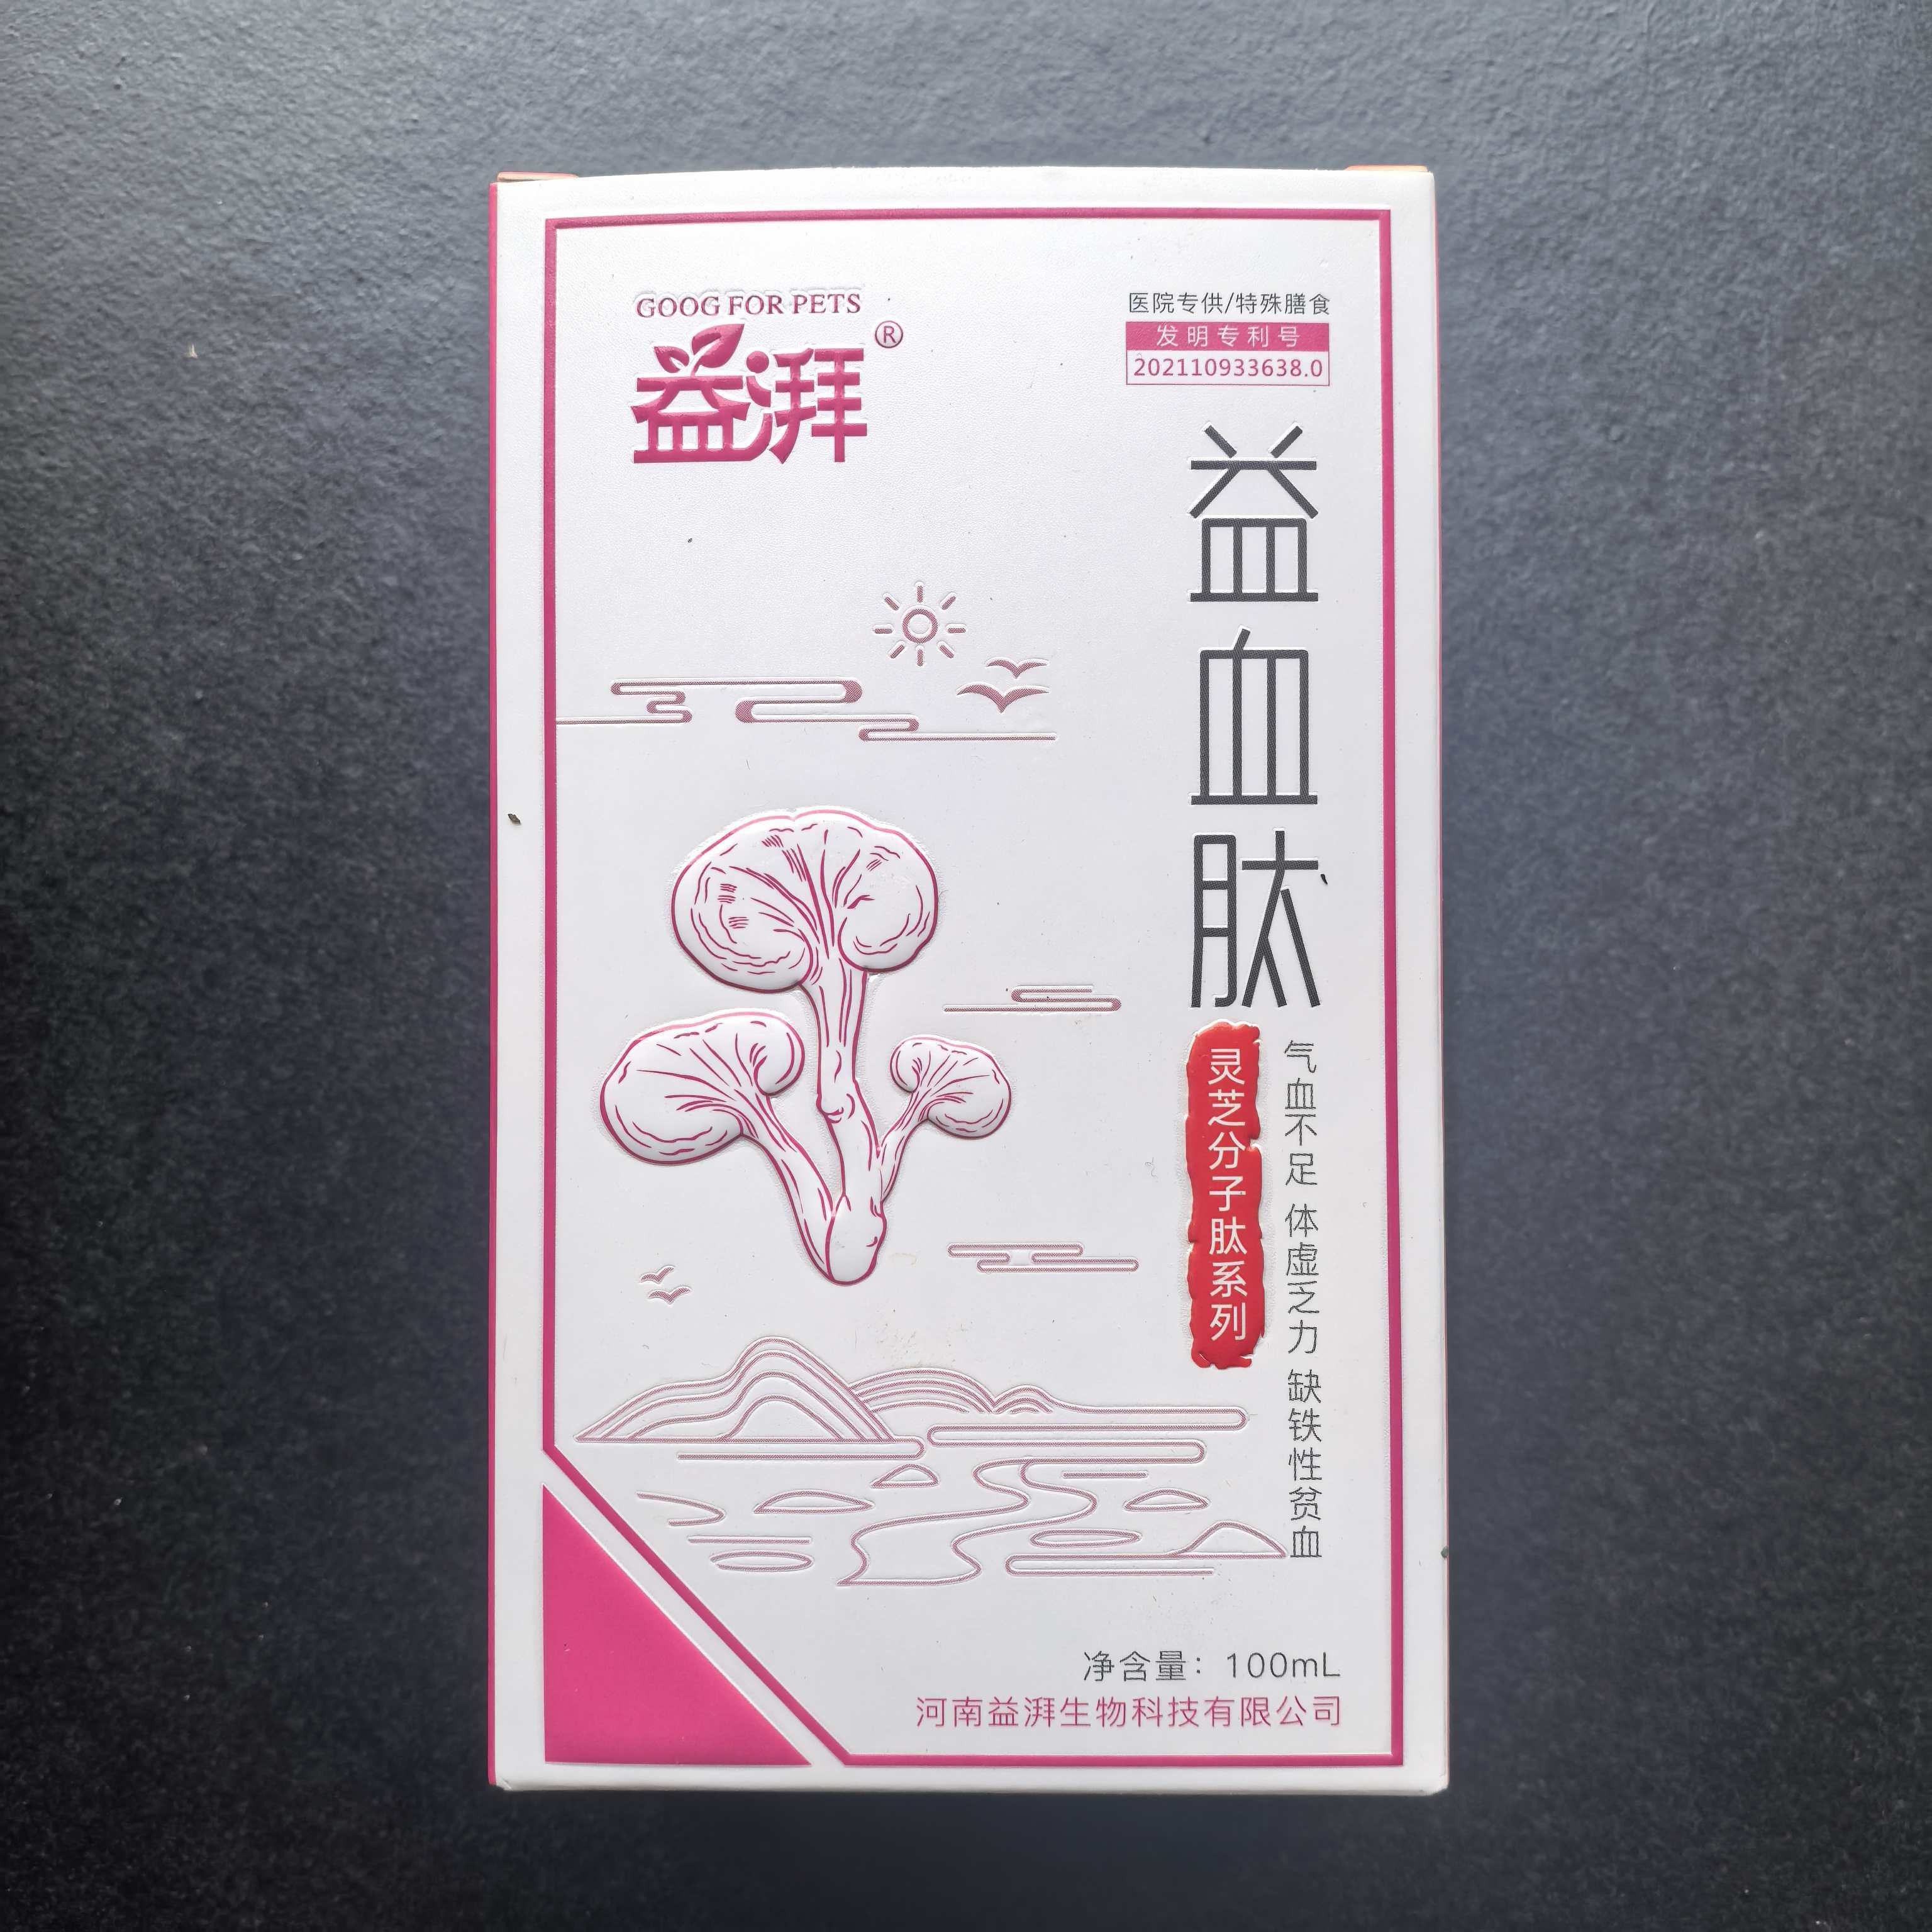 GOOG FOR PETS
益湃®
医院专供/特殊膳食
发明专利号
202110933638.0
益血肽
灵芝分子肽系列
气血不足 体虚乏力 缺铁性贫血
净含量：100mL
河南益湃生物科技有限公司